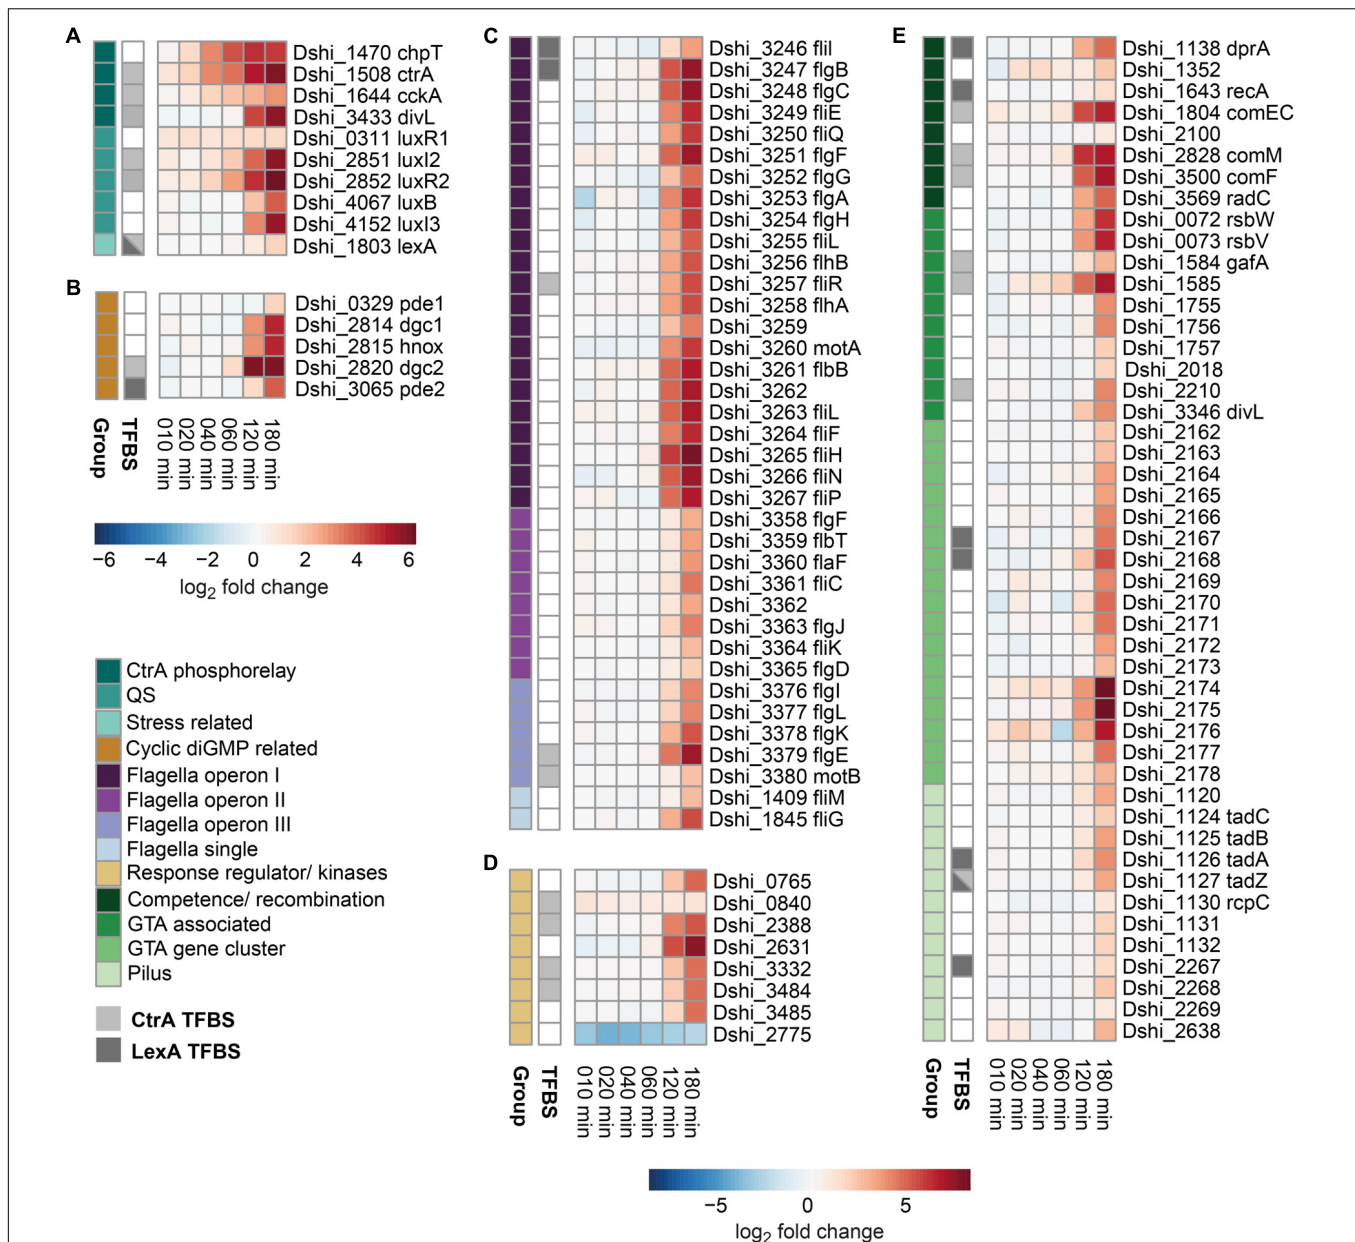 A
Dshi_1470 chpT
Dshi_1508 ctrA
Dshi_1644 cckA
Dshi_3433 divL
Dshi_0311 luxR1
Dshi_2851 luxI2
Dshi_2852 luxR2
Dshi_4067 luxB
Dshi_4152 luxI3
Dshi_1803 lexA
B
Dshi_0329 pde1
Dshi_2814 dgc1
Dshi_2815 hnox
Dshi_2820 dgc2
Dshi_3065 pde2
Group
TFBS
010 min
020 min
040 min
060 min
120 min
180 min
−6 −4 −2 0 2 4 6
log2 fold change
CtrA phosphorelay
QS
Stress related
Cyclic diGMP related
Flagella operon I
Flagella operon II
Flagella operon III
Flagella single
Response regulator/ kinases
Competence/ recombination
GTA associated
GTA gene cluster
Pilus
CtrA TFBS
LexA TFBS
C
Dshi_3246 fliI
Dshi_3247 flgB
Dshi_3248 flgC
Dshi_3249 fliE
Dshi_3250 fliQ
Dshi_3251 flgF
Dshi_3252 flgG
Dshi_3253 flgA
Dshi_3254 flgH
Dshi_3255 fliL
Dshi_3256 flhB
Dshi_3257 fliR
Dshi_3258 flhA
Dshi_3259
Dshi_3260 motA
Dshi_3261 flbB
Dshi_3262
Dshi_3263 fliL
Dshi_3264 fliF
Dshi_3265 fliH
Dshi_3266 fliN
Dshi_3267 fliP
Dshi_3358 flgF
Dshi_3359 flbT
Dshi_3360 flaF
Dshi_3361 fliC
Dshi_3362
Dshi_3363 flgJ
Dshi_3364 fliK
Dshi_3365 flgD
Dshi_3376 flgI
Dshi_3377 flgL
Dshi_3378 flgK
Dshi_3379 flgE
Dshi_3380 motB
Dshi_1409 fliM
Dshi_1845 fliG
D
Dshi_0765
Dshi_0840
Dshi_2388
Dshi_2631
Dshi_3332
Dshi_3484
Dshi_3485
Dshi_2775
Group
TFBS
010 min
020 min
040 min
060 min
120 min
180 min
E
Dshi_1138 dprA
Dshi_1352
Dshi_1643 recA
Dshi_1804 comEC
Dshi_2100
Dshi_2828 comM
Dshi_3500 comF
Dshi_3569 radC
Dshi_0072 rsbW
Dshi_0073 rsbV
Dshi_1584 gafA
Dshi_1585
Dshi_1755
Dshi_1756
Dshi_1757
Dshi_2018
Dshi_2210
Dshi_3346 divL
Dshi_2162
Dshi_2163
Dshi_2164
Dshi_2165
Dshi_2166
Dshi_2167
Dshi_2168
Dshi_2169
Dshi_2170
Dshi_2171
Dshi_2172
Dshi_2173
Dshi_2174
Dshi_2175
Dshi_2176
Dshi_2177
Dshi_2178
Dshi_1120
Dshi_1124 tadC
Dshi_1125 tadB
Dshi_1126 tadA
Dshi_1127 tadZ
Dshi_1130 rcpC
Dshi_1131
Dshi_1132
Dshi_2267
Dshi_2268
Dshi_2269
Dshi_2638
Group
TFBS
010 min
020 min
040 min
060 min
120 min
180 min
−5 0 5
log2 fold change